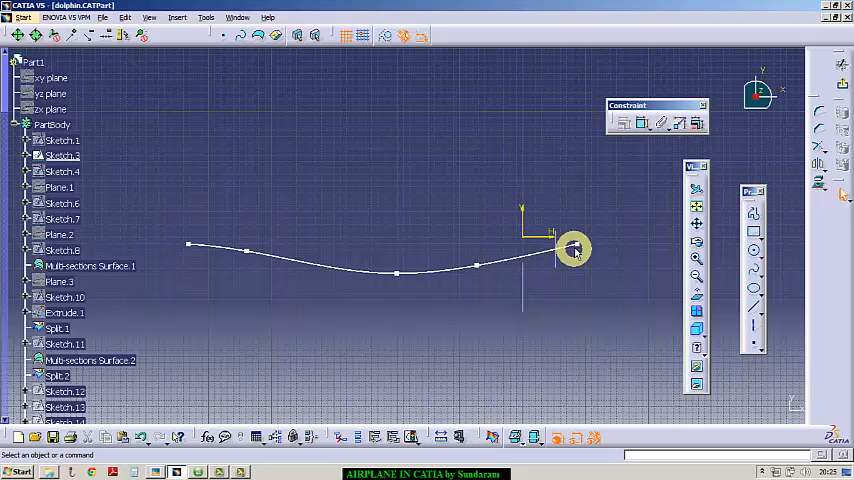 CATIA V5 - [dolphin.CATPart]
Start ENOVIA V5 VPM File Edit View Insert Tools Window Help
Part1
xy plane
yz plane
zx plane
PartBody
Sketch.1
Sketch.3
Sketch.4
Plane.1
Sketch.6
Sketch.7
Plane.2
Sketch.8
Multi-sections Surface.1
Plane.3
Sketch.10
Extrude.1
Split.1
Sketch.11
Multi-sections Surface.2
Split.2
Sketch.12
Sketch.13
Sketch.14
Constraint
Vi...
Pr...
y
x
z
V
H
Select an object or a command
Start
AIRPLANE IN CATIA by Sundaram
20:25